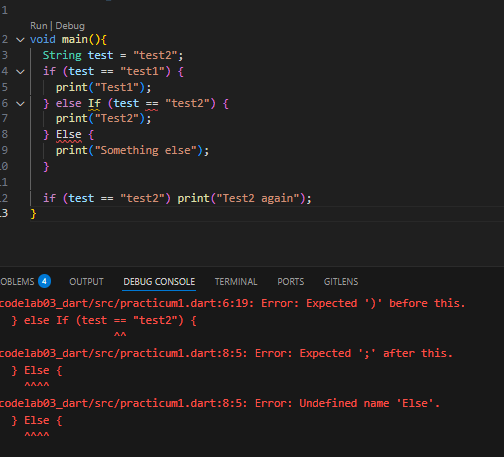 1
Run | Debug
2 void main(){
3 String test = "test2";
4 if (test == "test1") {
5 print("Test1");
6 } else If (test == "test2") {
7 print("Test2");
8 } Else {
9 print("Something else");
10 }
11
12 if (test == "test2") print("Test2 again");
13 }
OBLEMS 4 OUTPUT DEBUG CONSOLE TERMINAL PORTS GITLENS
codelab03_dart/src/practicum1.dart:6:19: Error: Expected ')' before this.
} else If (test == "test2") {
^^
codelab03_dart/src/practicum1.dart:8:5: Error: Expected ';' after this.
} Else {
^^^^
codelab03_dart/src/practicum1.dart:8:5: Error: Undefined name 'Else'.
} Else {
^^^^